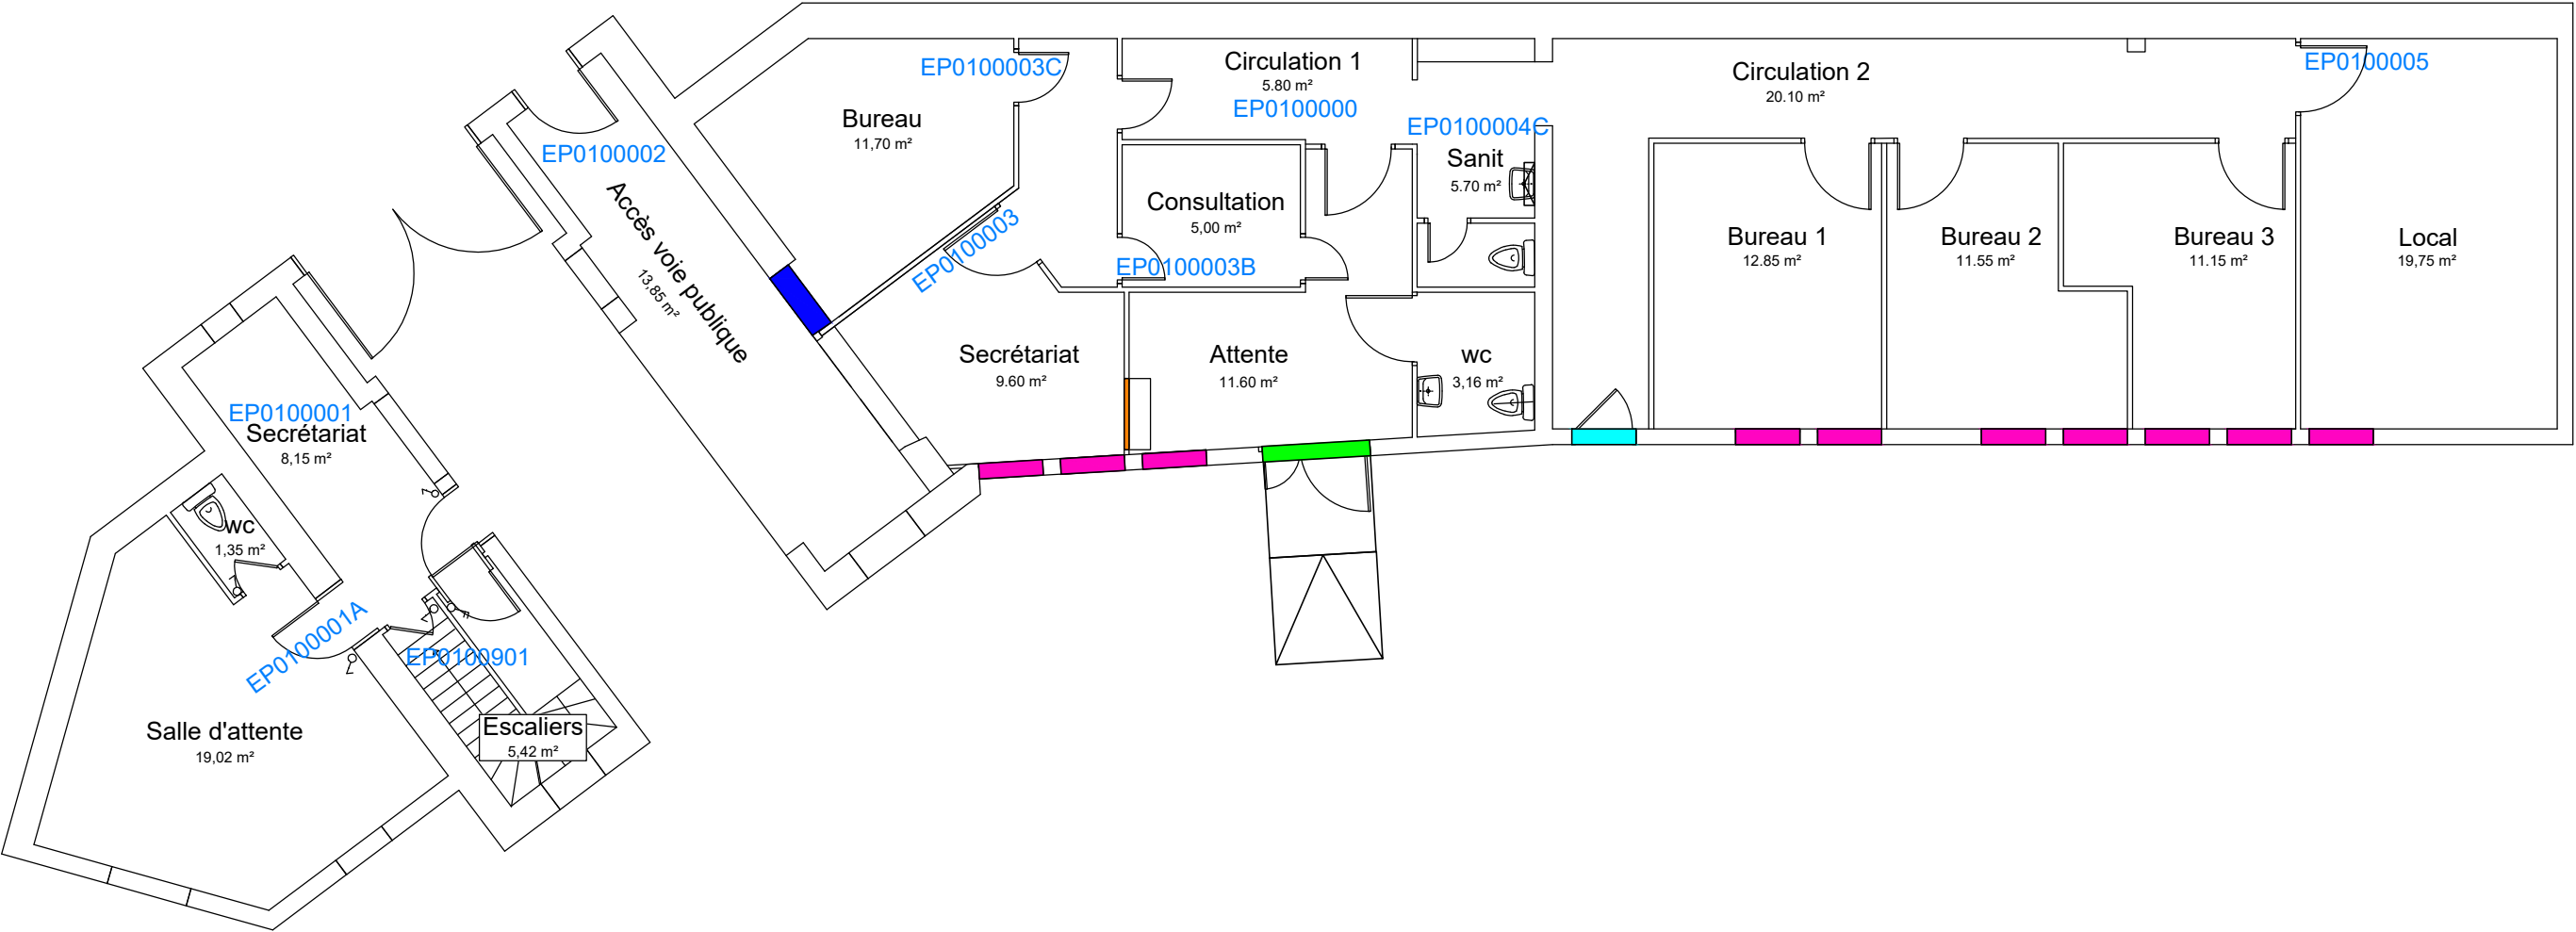 EP0100003C
Circulation 1
5.80 m²
EP0100000
Circulation 2
20.10 m²
EP0100005
Bureau
11,70 m²
EP0100002
EP0100004C
Sanit
5.70 m²
Accès voie publique
13,85 m²
Consultation
5,00 m²
EP0100003
EP0100003B
Bureau 1
12.85 m²
Bureau 2
11.55 m²
Bureau 3
11.15 m²
Local
19,75 m²
Secrétariat
9.60 m²
Attente
11.60 m²
wc
3,16 m²
EP0100001
Secrétariat
8,15 m²
wc
1,35 m²
EP0100001A
EP0100901
Salle d'attente
19,02 m²
Escaliers
5,42 m²